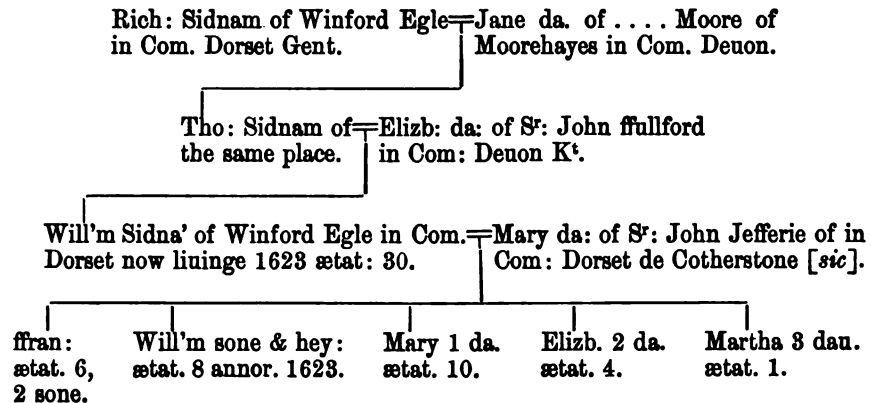 Rich: Sidnam of Winford Egle═Jane da. of .... Moore of
in Com. Dorset Gent. Moorehayes in Com. Deuon.
Tho: Sidnam of═Elizb: da: of Sʳ: John ffullford
the same place. in Com: Deuon Kᵗ.
Will'm Sidna' of Winford Egle in Com.═Mary da: of Sʳ: John Jefferie of in
Dorset now liuinge 1623 ætat: 30. Com: Dorset de Cotherstone [sic].
ffran:
ætat. 6,
2 sone.
Will'm sone & hey:
ætat. 8 annor. 1623.
Mary 1 da.
ætat. 10.
Elizb. 2 da.
ætat. 4.
Martha 3 dau.
ætat. 1.